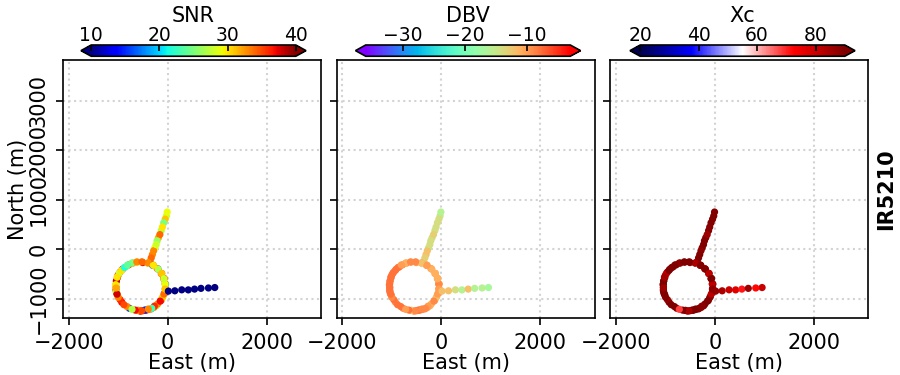 SNR DBV Xc
10 20 30 40 −30 −20 −10 20 40 60 80
North (m)
3000
2000
1000
0
−1000
IR5210
−2000 0 2000 −2000 0 2000 −2000 0 2000
East (m) East (m) East (m)